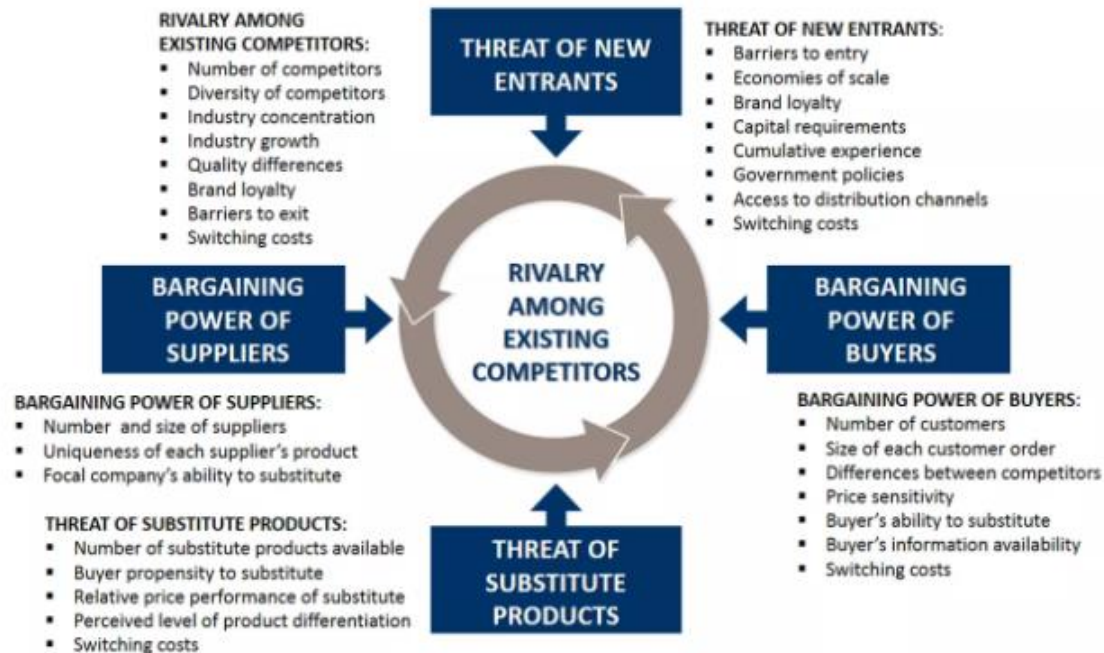 RIVALRY AMONG
EXISTING COMPETITORS:
▪ Number of competitors
▪ Diversity of competitors
▪ Industry concentration
▪ Industry growth
▪ Quality differences
▪ Brand loyalty
▪ Barriers to exit
▪ Switching costs
THREAT OF NEW
ENTRANTS
THREAT OF NEW ENTRANTS:
▪ Barriers to entry
▪ Economies of scale
▪ Brand loyalty
▪ Capital requirements
▪ Cumulative experience
▪ Government policies
▪ Access to distribution channels
▪ Switching costs
BARGAINING
POWER OF
SUPPLIERS
RIVALRY
AMONG
EXISTING
COMPETITORS
BARGAINING
POWER OF
BUYERS
BARGAINING POWER OF SUPPLIERS:
▪ Number and size of suppliers
▪ Uniqueness of each supplier's product
▪ Focal company's ability to substitute
BARGAINING POWER OF BUYERS:
▪ Number of customers
▪ Size of each customer order
▪ Differences between competitors
▪ Price sensitivity
▪ Buyer's ability to substitute
▪ Buyer's information availability
▪ Switching costs
THREAT OF SUBSTITUTE PRODUCTS:
▪ Number of substitute products available
▪ Buyer propensity to substitute
▪ Relative price performance of substitute
▪ Perceived level of product differentiation
▪ Switching costs
THREAT OF
SUBSTITUTE
PRODUCTS